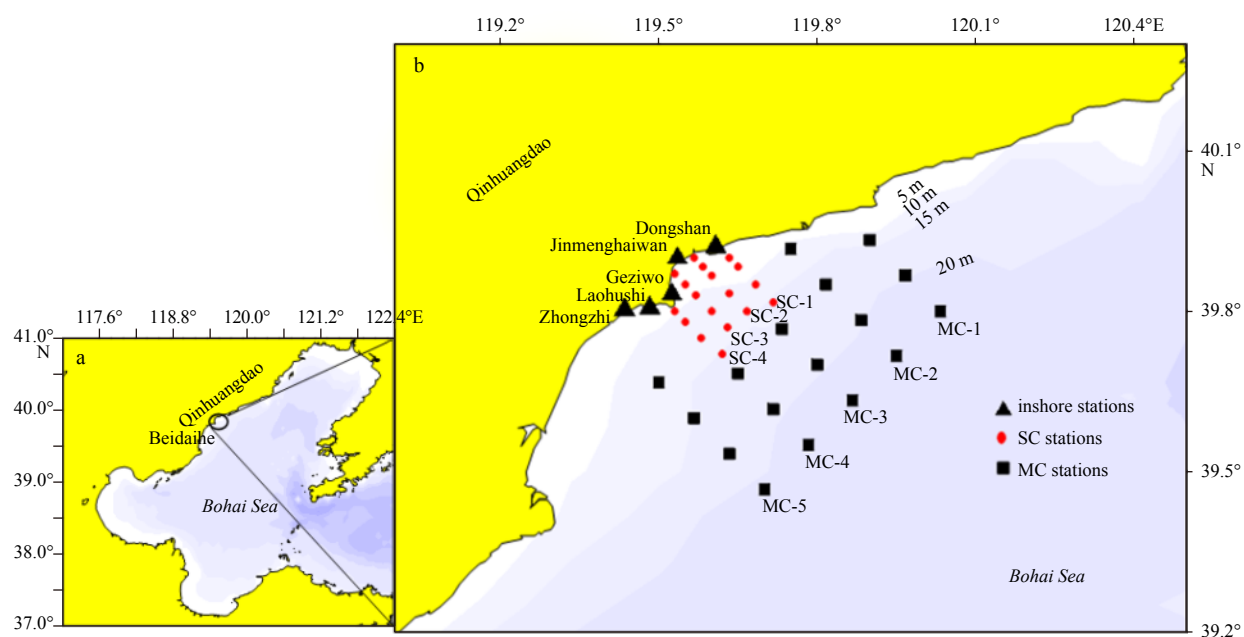 119.2° 119.5° 119.8° 120.1° 120.4°E
b
Qinhuangdao
40.1°
N
5 m
10 m
15 m
Dongshan
Jinmenghaiwan
20 m
Geziwo
Laohushi
SC-1
Zhongzhi
SC-2
39.8°
MC-1
SC-3
SC-4
MC-2
MC-3
inshore stations
SC stations
MC-4
MC stations
39.5°
MC-5
Bohai Sea
39.2°
117.6° 118.8° 120.0° 121.2° 122.4°E
41.0°
N
a
Qinhuangdao
40.0°
Beidaihe
39.0°
Bohai Sea
38.0°
37.0°